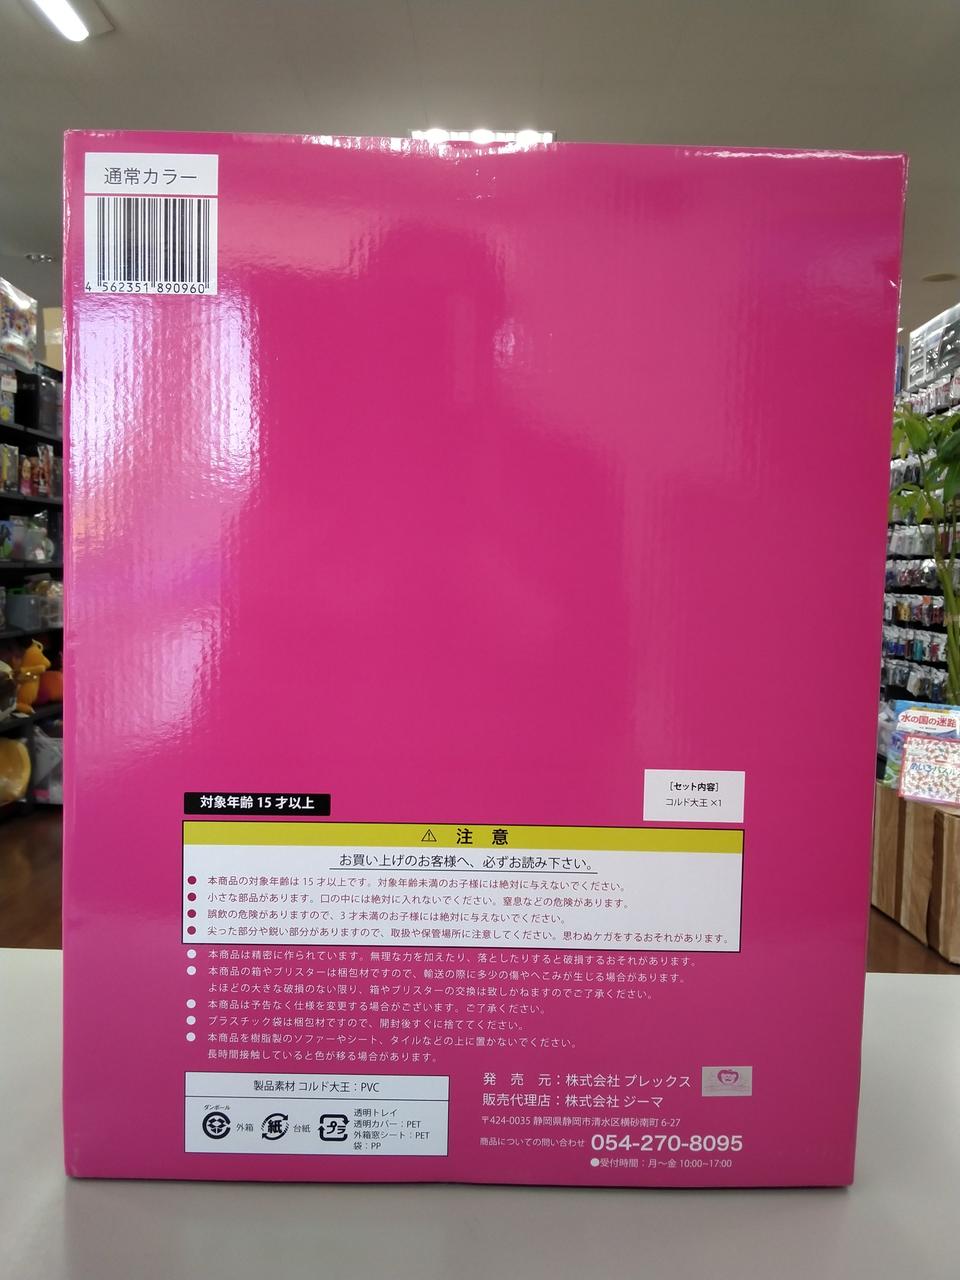 通常カラー
4 562351 890960
対象年齢 15 才以上
[セット内容]
コルド大王 ×1
⚠ 注 意
お買い上げのお客様へ、必ずお読み下さい。
● 本商品の対象年齢は 15 才以上です。対象年齢未満のお子様には絶対に与えないでください。
● 小さな部品があります。口の中には絶対に入れないでください。窒息などの危険があります。
● 誤飲の危険がありますので、3 才未満のお子様には絶対に与えないでください。
● 尖った部分や鋭い部分がありますので、取扱や保管場所に注意してください。思わぬケガをするおそれがあります。
● 本商品は精密に作られています。無理な力を加えたり、落としたりすると破損するおそれがあります。
● 本商品の箱やブリスターは梱包材ですので、輸送の際に多少の傷やへこみが生じる場合があります。
よほどの大きな破損のない限り、箱やブリスターの交換は致しかねますのでご了承ください。
● 本商品は予告なく仕様を変更する場合がございます。ご了承ください。
● プラスチック袋は梱包材ですので、開封後すぐに捨ててください。
● 本商品を樹脂製のソファーやシート、タイルなどの上に置かないでください。
長時間接触していると色が移る場合があります。
製品素材 コルド大王：PVC
ダンボール
外箱
紙
台紙
プラ
透明トレイ
透明カバー：PET
外箱窓シート：PET
袋：PP
発 売 元：株式会社 プレックス
販売代理店：株式会社 ジーマ
〒424-0035 静岡県静岡市清水区横砂南町 6-27
商品についての問い合わせ 054-270-8095
●受付時間：月～金 10:00~17:00
水の国の迷路